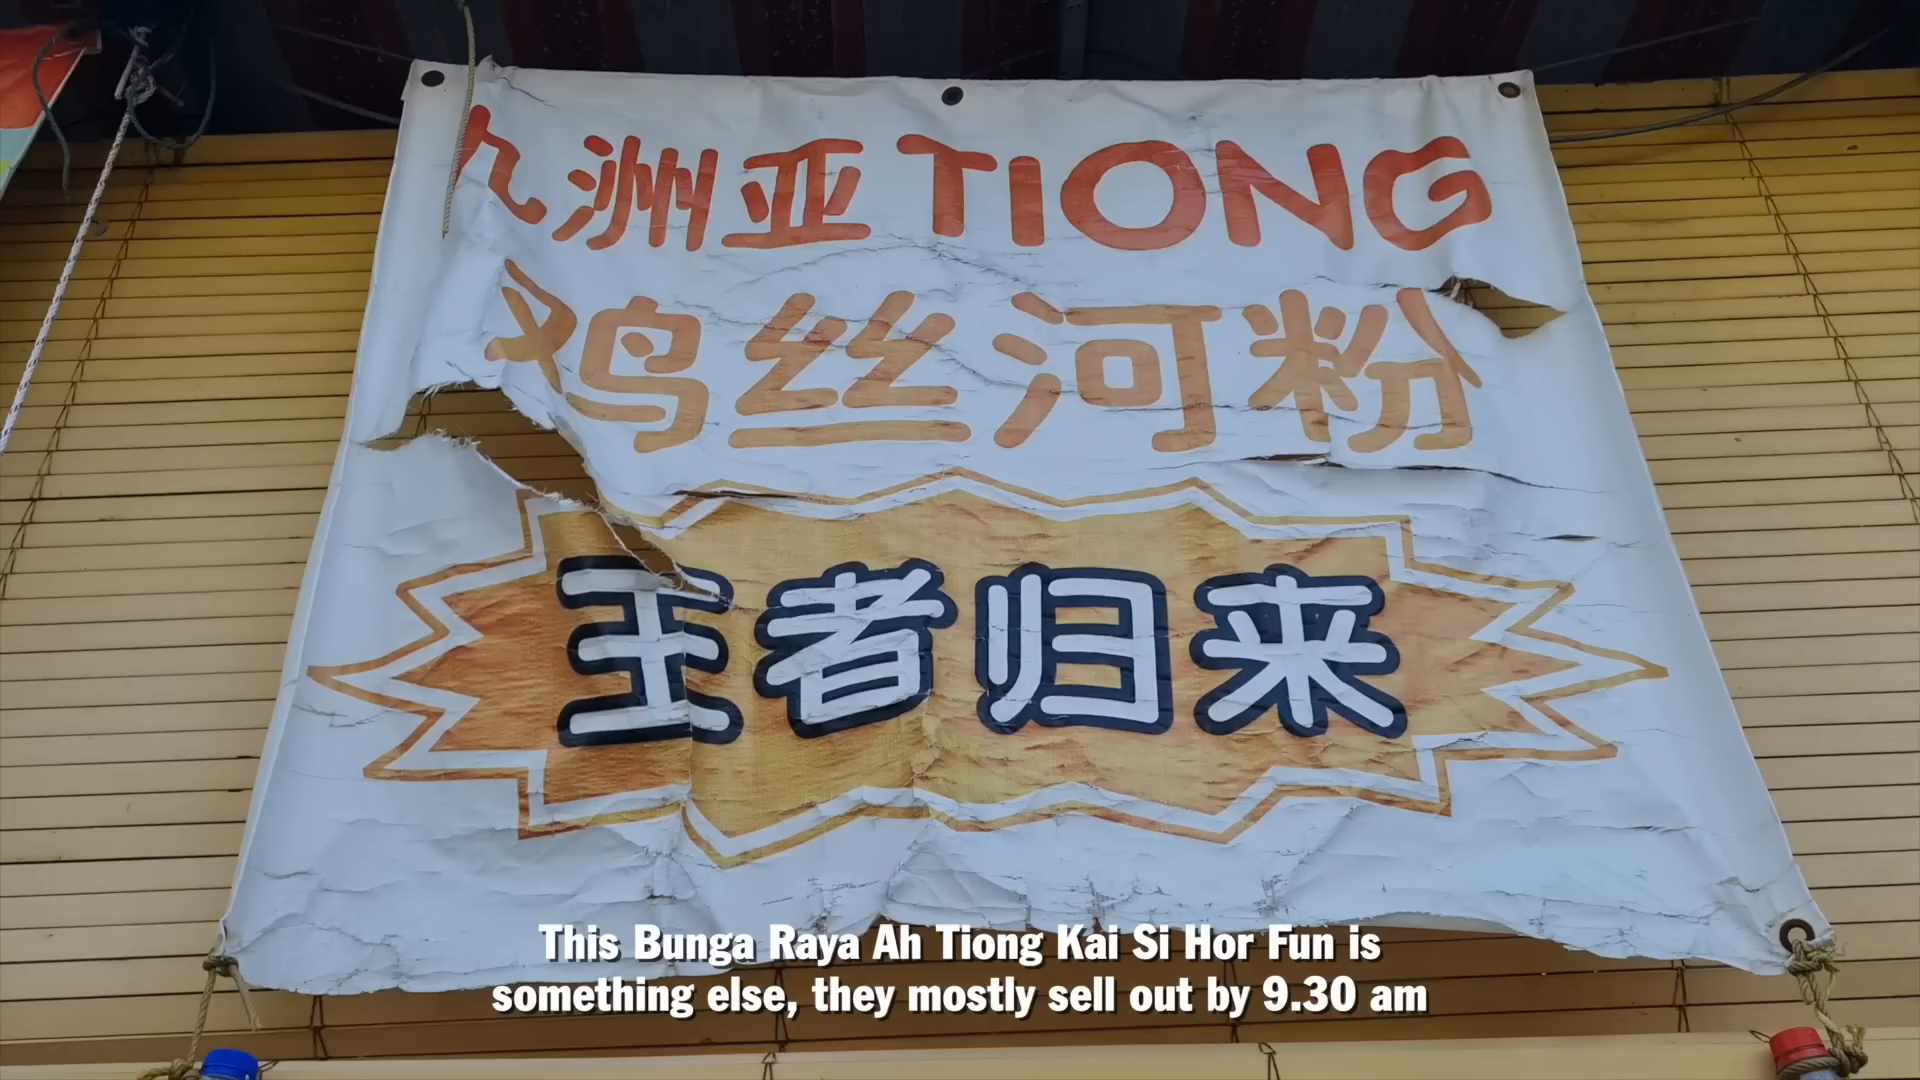 九洲亚TIONG
鸡丝河粉
王者归来
This Bunga Raya Ah Tiong Kai Si Hor Fun is
something else, they mostly sell out by 9.30 am